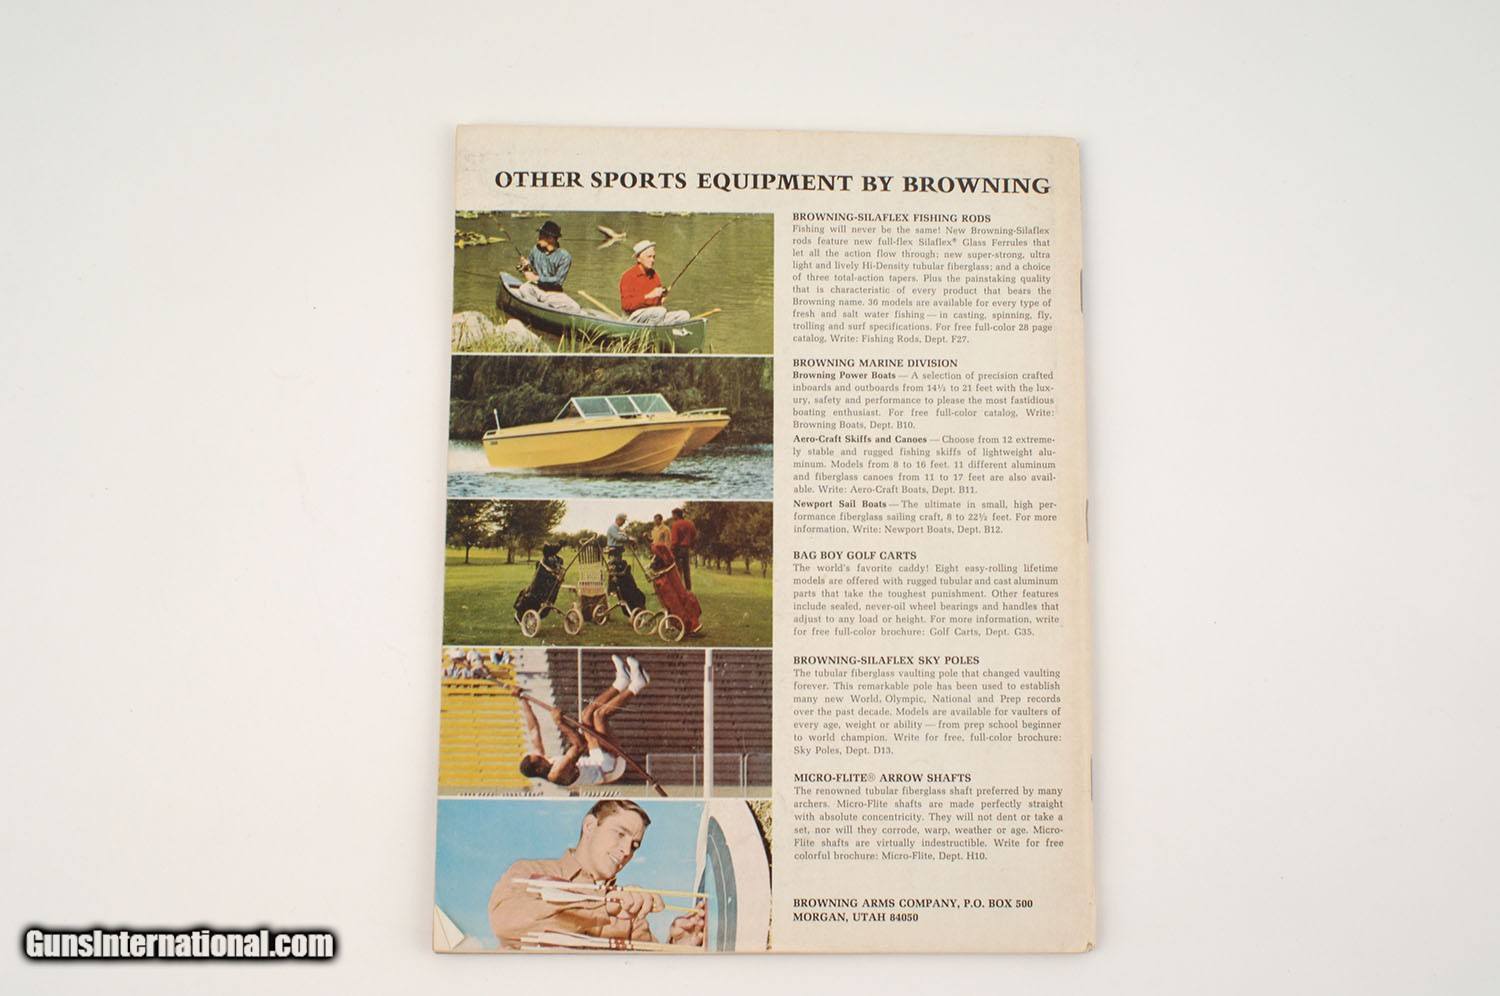 OTHER SPORTS EQUIPMENT BY BROWNING
BROWNING-SILAFLEX FISHING RODS
Fishing will never be the same! New Browning-Silaflex
rods feature new full-flex Silaflex® Glass Ferrules that
let all the action flow through; new super-strong, ultra
light and lively Hi-Density tubular fiberglass; and a choice
of three total-action tapers. Plus the painstaking quality
that is characteristic of every product that bears the
Browning name. 36 models are available for every type of
fresh and salt water fishing — in casting, spinning, fly,
trolling and surf specifications. For free full-color 28 page
catalog, Write: Fishing Rods, Dept. F27.
BROWNING MARINE DIVISION
Browning Power Boats — A selection of precision crafted
inboards and outboards from 14½ to 21 feet with the lux-
ury, safety and performance to please the most fastidious
boating enthusiast. For free full-color catalog, Write:
Browning Boats, Dept. B10.
Aero-Craft Skiffs and Canoes — Choose from 12 extreme-
ly stable and rugged fishing skiffs of lightweight alu-
minum. Models from 8 to 16 feet. 11 different aluminum
and fiberglass canoes from 11 to 17 feet are also avail-
able. Write: Aero-Craft Boats, Dept. B11.
Newport Sail Boats — The ultimate in small, high per-
formance fiberglass sailing craft, 8 to 22½ feet. For more
information, Write: Newport Boats, Dept. B12.
BAG BOY GOLF CARTS
The world's favorite caddy! Eight easy-rolling lifetime
models are offered with rugged tubular and cast aluminum
parts that take the toughest punishment. Other features
include sealed, never-oil wheel bearings and handles that
adjust to any load or height. For more information, write
for free full-color brochure: Golf Carts, Dept. G35.
BROWNING-SILAFLEX SKY POLES
The tubular fiberglass vaulting pole that changed vaulting
forever. This remarkable pole has been used to establish
many new World, Olympic, National and Prep records
over the past decade. Models are available for vaulters of
every age, weight or ability — from prep school beginner
to world champion. Write for free, full-color brochure:
Sky Poles, Dept. D13.
MICRO-FLITE® ARROW SHAFTS
The renowned tubular fiberglass shaft preferred by many
archers. Micro-Flite shafts are made perfectly straight
with absolute concentricity. They will not dent or take a
set, nor will they corrode, warp, weather or age. Micro-
Flite shafts are virtually indestructible. Write for free
colorful brochure: Micro-Flite, Dept. H10.
BROWNING ARMS COMPANY, P.O. BOX 500
MORGAN, UTAH 84050
GunsInternational.com